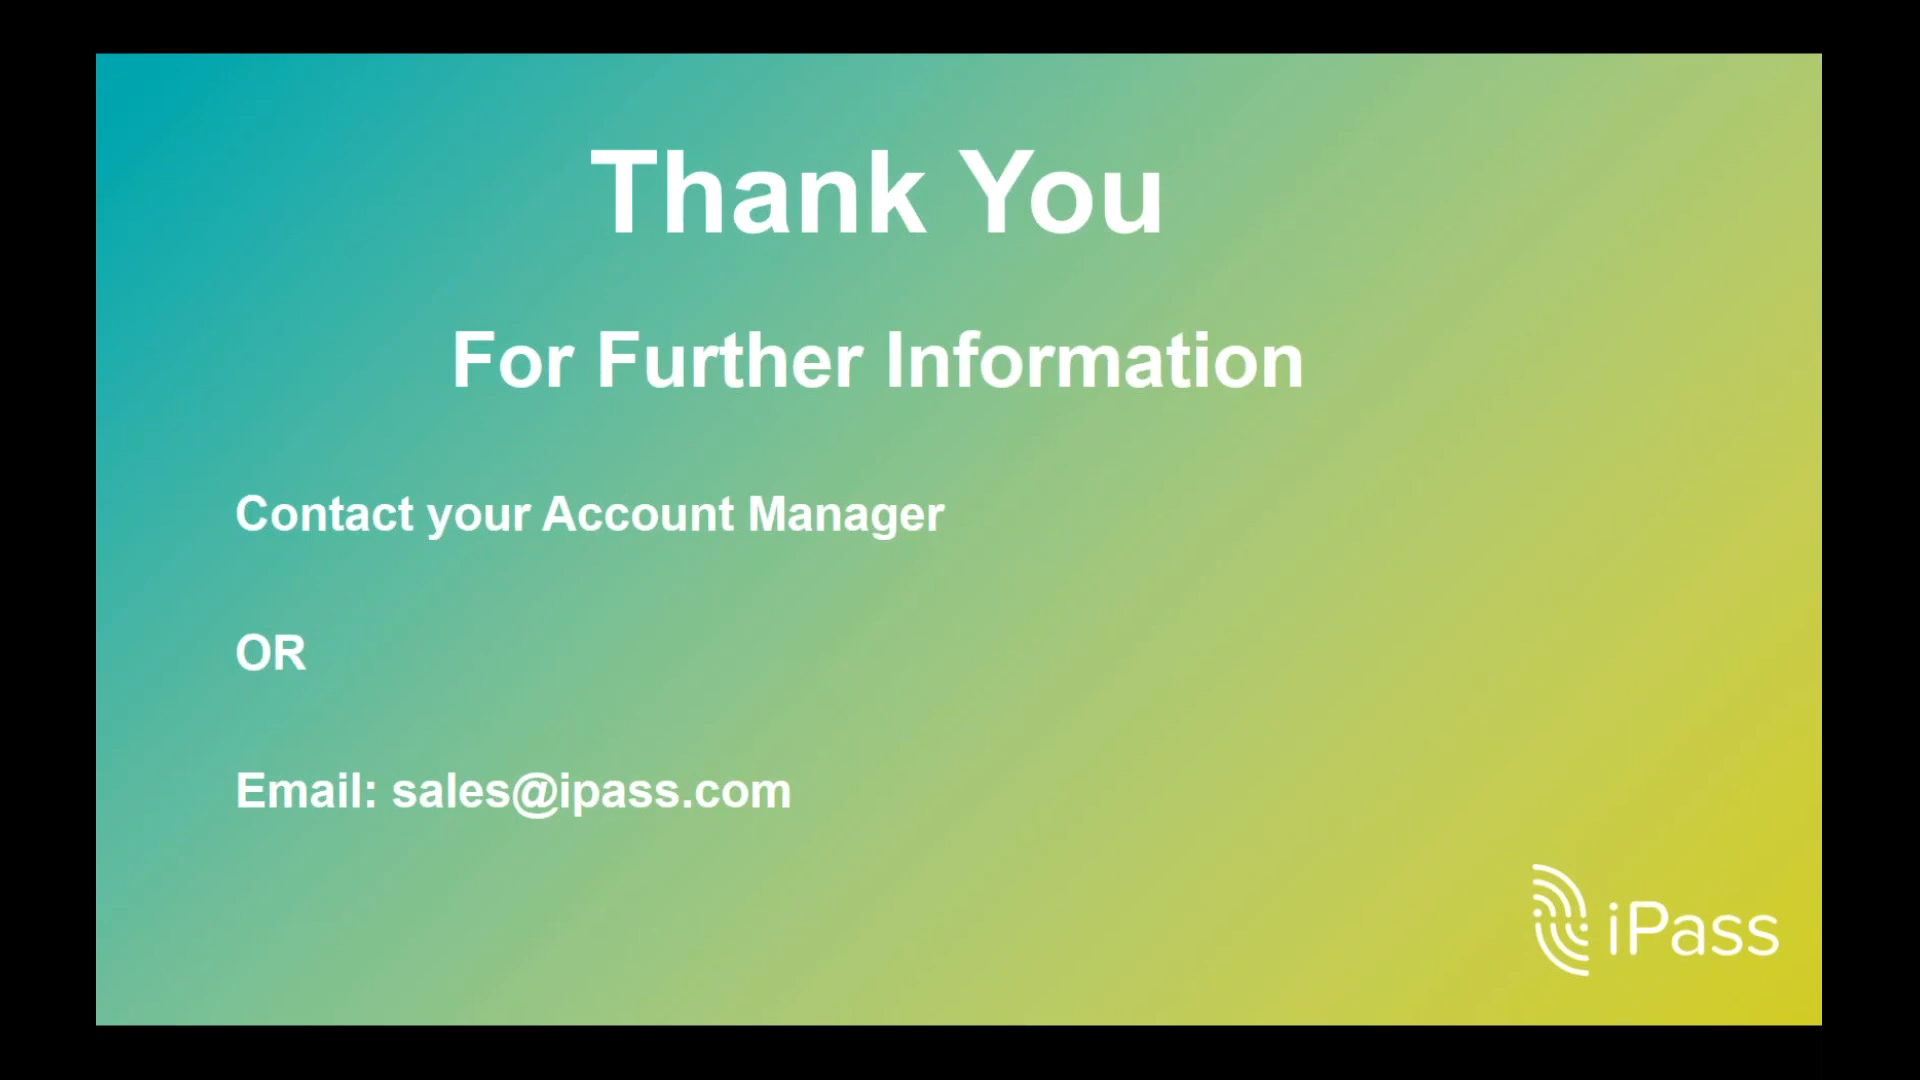 Thank You
For Further Information
Contact your Account Manager
OR
Email: sales@ipass.com
iPass